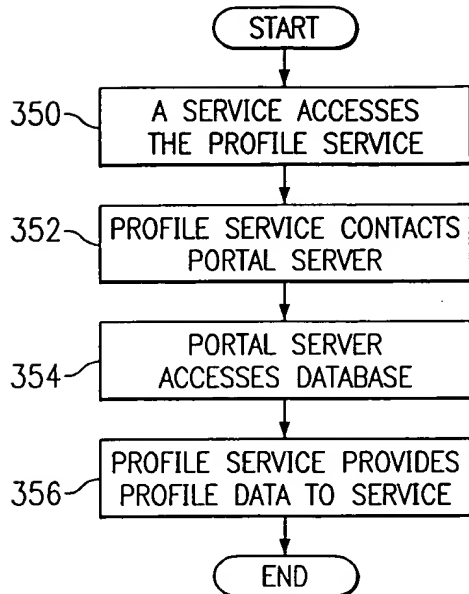 START
350
A SERVICE ACCESSES
THE PROFILE SERVICE
352
PROFILE SERVICE CONTACTS
PORTAL SERVER
354
PORTAL SERVER
ACCESSES DATABASE
356
PROFILE SERVICE PROVIDES
PROFILE DATA TO SERVICE
END